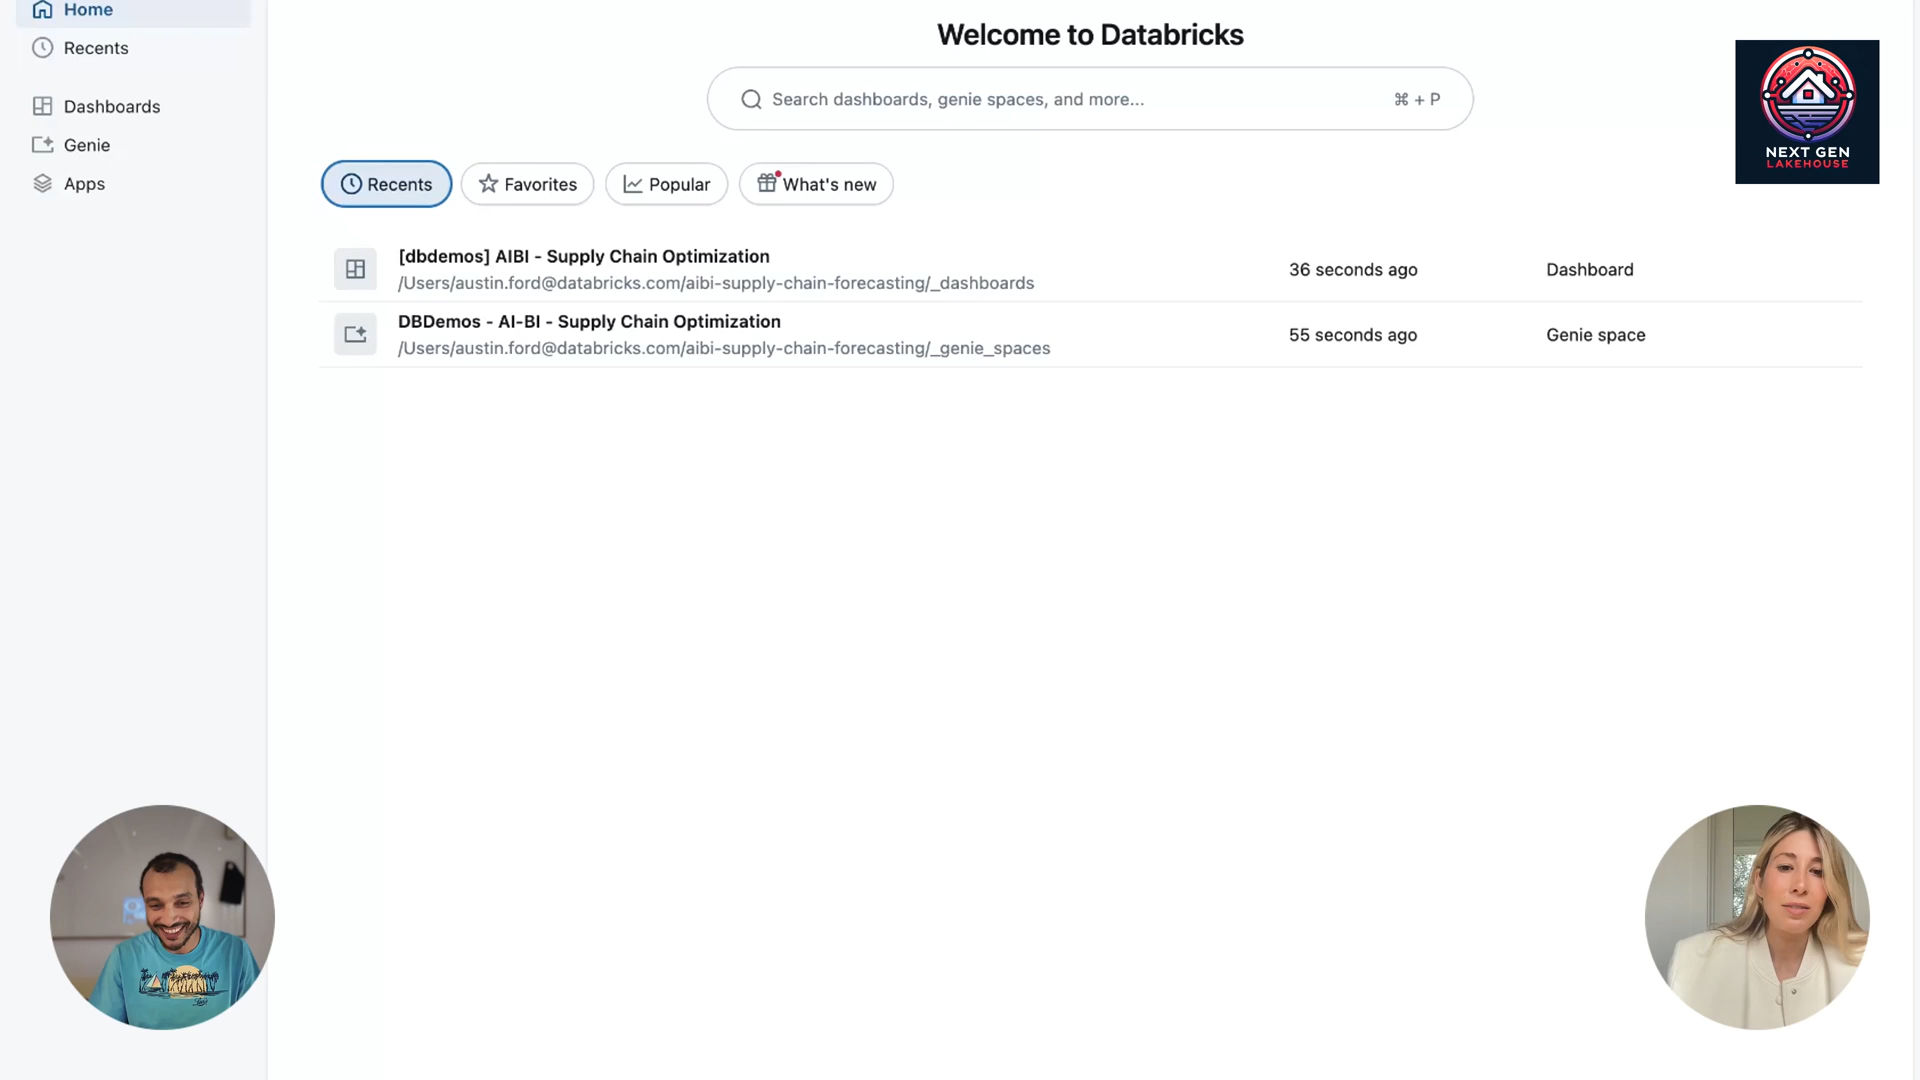 Home
Recents
Dashboards
Genie
Apps
Welcome to Databricks
Search dashboards, genie spaces, and more...
⌘ + P
NEXT GEN
LAKEHOUSE
Recents
Favorites
Popular
What's new
[dbdemos] AIBI - Supply Chain Optimization
/Users/austin.ford@databricks.com/aibi-supply-chain-forecasting/_dashboards
36 seconds ago
Dashboard
DBDemos - AI-BI - Supply Chain Optimization
/Users/austin.ford@databricks.com/aibi-supply-chain-forecasting/_genie_spaces
55 seconds ago
Genie space